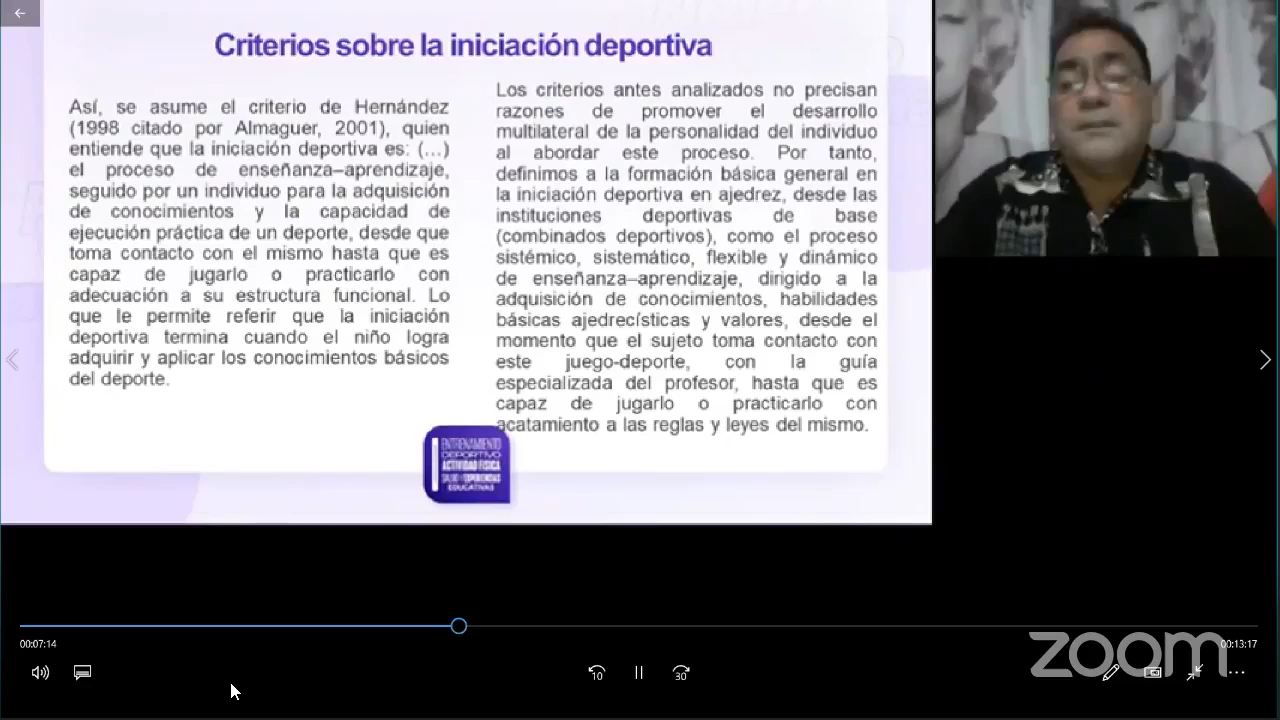 Criterios sobre la iniciación deportiva
Así, se asume el criterio de Hernández
(1998 citado por Almaguer, 2001), quien
entiende que la iniciación deportiva es: (...)
el proceso de enseñanza–aprendizaje,
seguido por un individuo para la adquisición
de conocimientos y la capacidad de
ejecución práctica de un deporte, desde que
toma contacto con el mismo hasta que es
capaz de jugarlo o practicarlo con
adecuación a su estructura funcional. Lo
que le permite referir que la iniciación
deportiva termina cuando el niño logra
adquirir y aplicar los conocimientos básicos
del deporte.
Los criterios antes analizados no precisan
razones de promover el desarrollo
multilateral de la personalidad del individuo
al abordar este proceso. Por tanto,
definimos a la formación básica general en
la iniciación deportiva en ajedrez, desde las
instituciones deportivas de base
(combinados deportivos), como el proceso
sistémico, sistemático, flexible y dinámico
de enseñanza–aprendizaje, dirigido a la
adquisición de conocimientos, habilidades
básicas ajedrecísticas y valores, desde el
momento que el sujeto toma contacto con
este juego-deporte, con la guía
especializada del profesor, hasta que es
capaz de jugarlo o practicarlo con
acatamiento a las reglas y leyes del mismo.
ENTRENAMIENTO
DEPORTIVO
ACTIVIDAD FÍSICA
SALUD Y EXPERIENCIAS
EDUCATIVAS
00:07:14
00:13:17
10
30
zoom